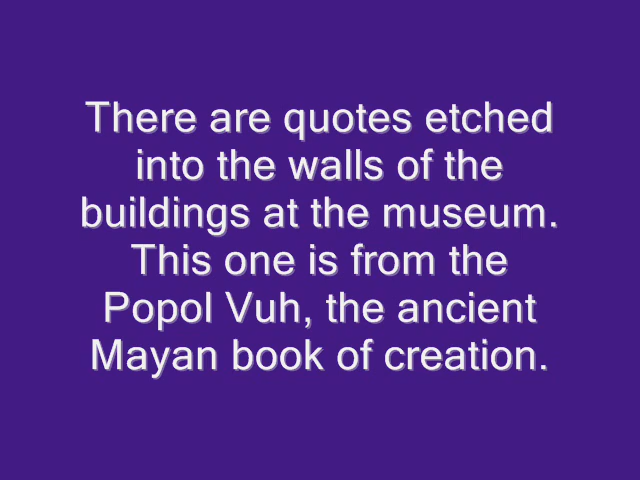 There are quotes etched
into the walls of the
buildings at the museum.
This one is from the
Popol Vuh, the ancient
Mayan book of creation.